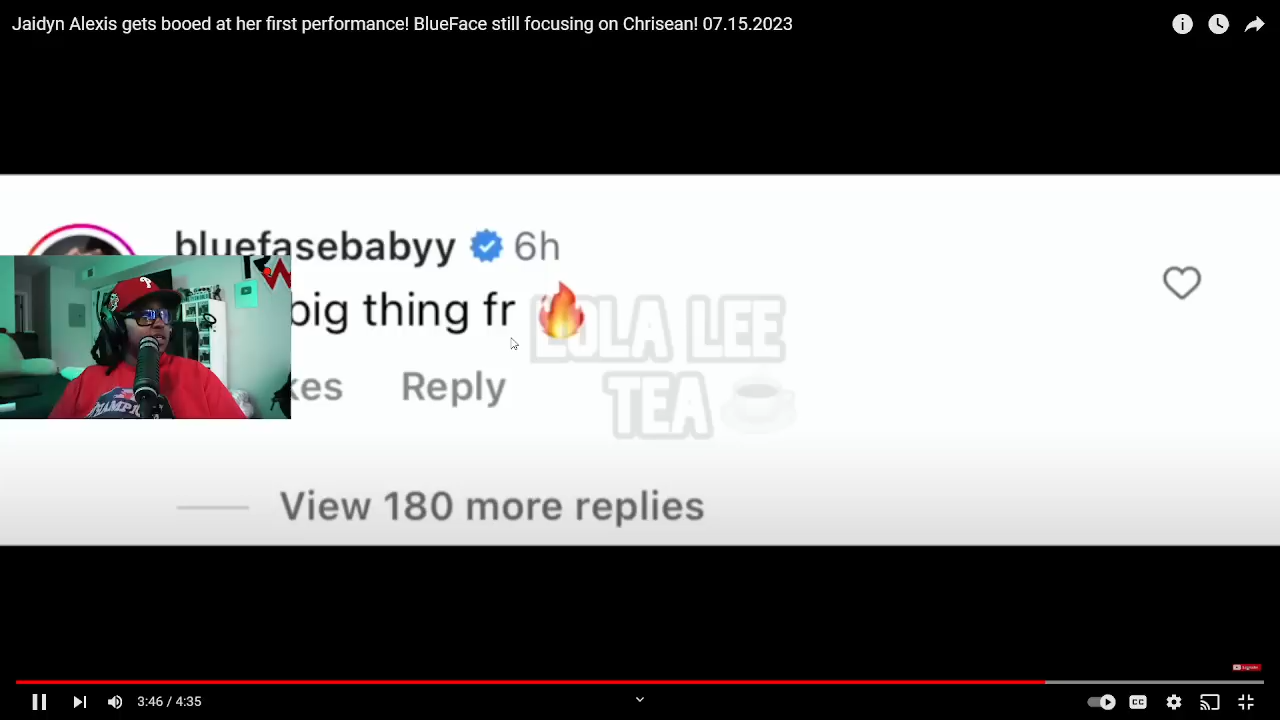 Jaidyn Alexis gets booed at her first performance! BlueFace still focusing on Chrisean! 07.15.2023
bluefasebabyy 6h
big thing fr 🔥
Reply
LOLA LEE
TEA
View 180 more replies
3:46 / 4:35
CC